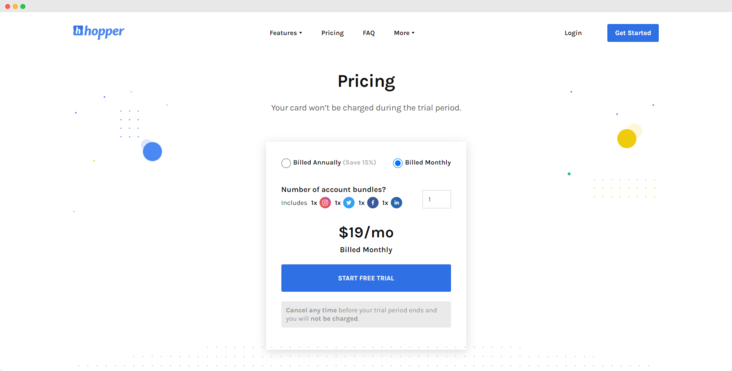 hopper
Features Pricing FAQ More Login Get Started
Pricing
Your card won't be charged during the trial period.
Billed Annually (Save 15%) Billed Monthly
Number of account bundles?
Includes 1x 1x 1x 1x
1
$19/mo
Billed Monthly
START FREE TRIAL
Cancel any time before your trial period ends and
you will not be charged.